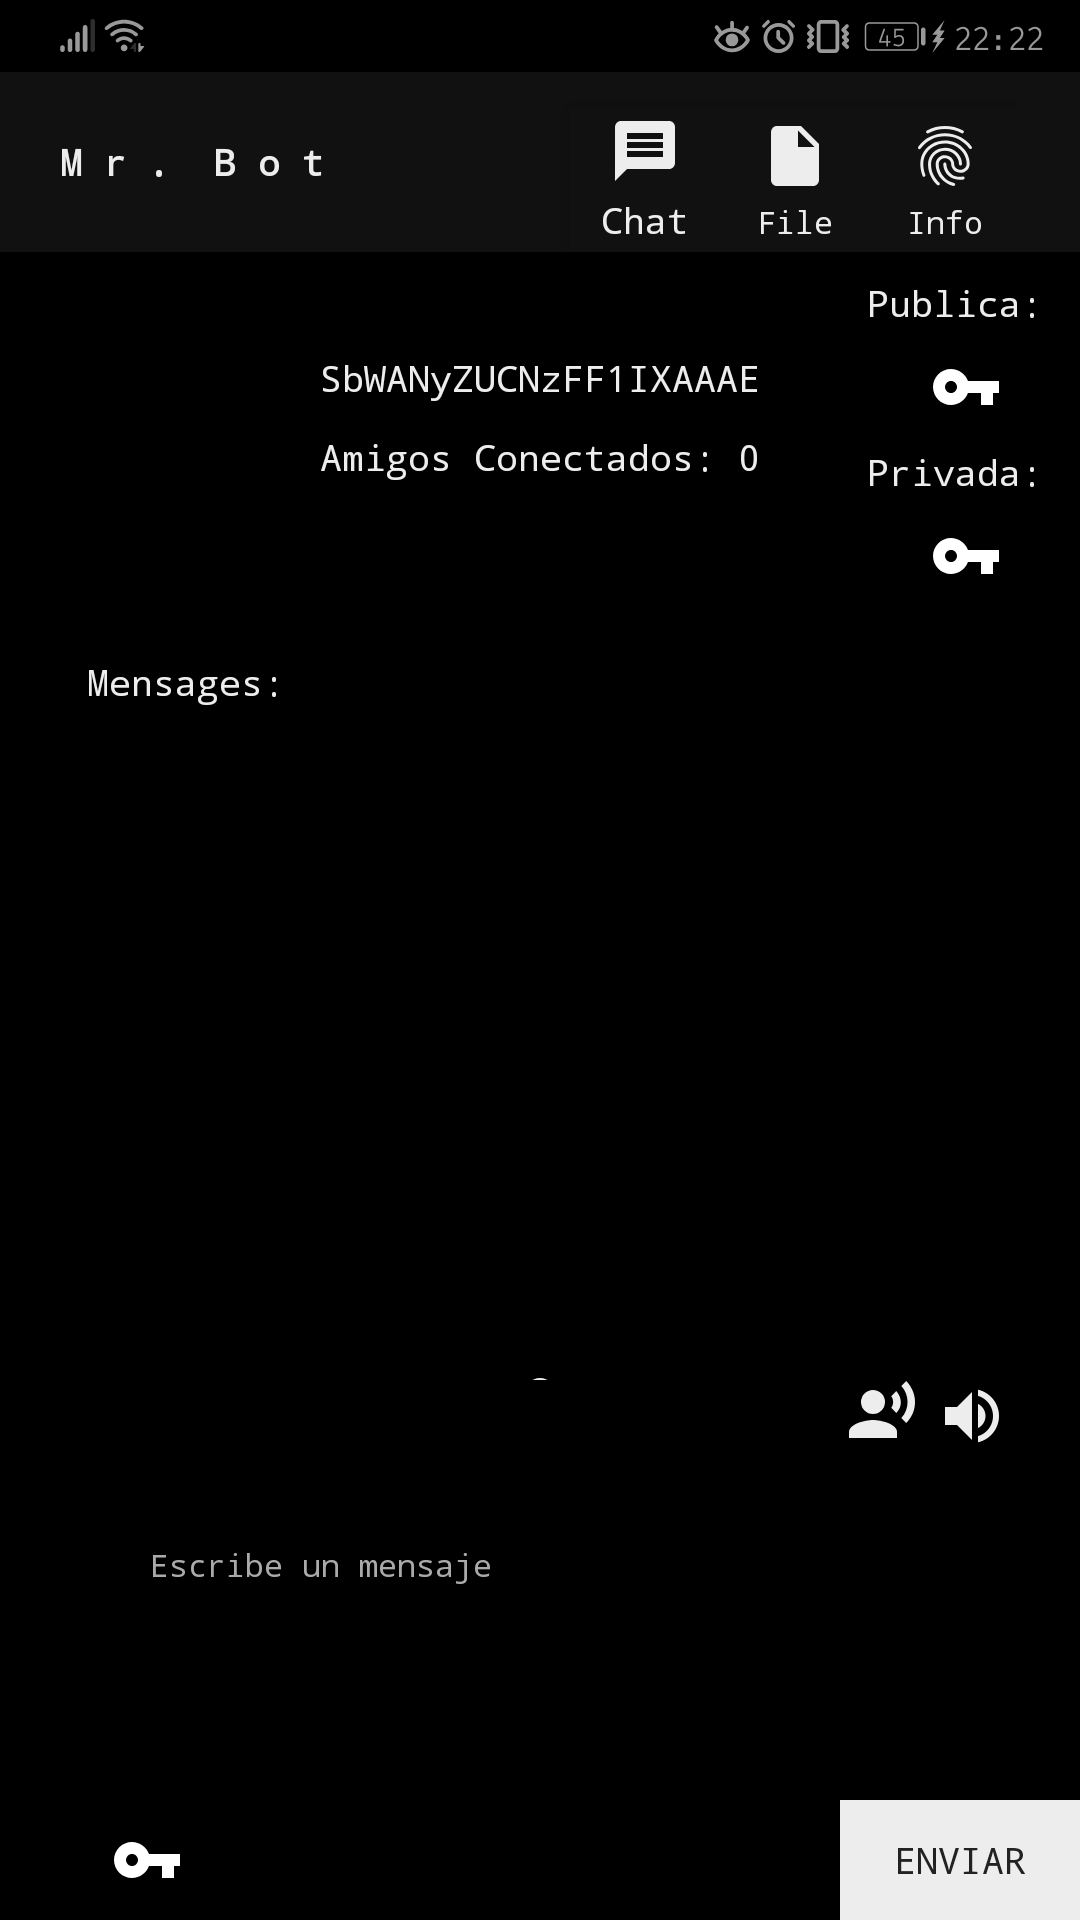 45 22:22
Mr. Bot
Chat File Info
Publica:
SbWANyZUCNzFF1IXAAAE
Amigos Conectados: 0
Privada:
Mensages:
Escribe un mensaje
ENVIAR